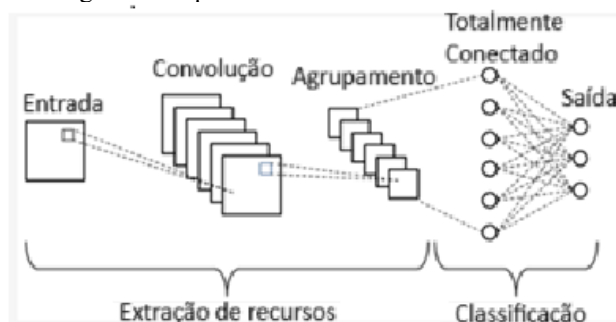 Totalmente
Conectado
Convolução
Agrupamento
Entrada
Saída
Extração de recursos
Classificação